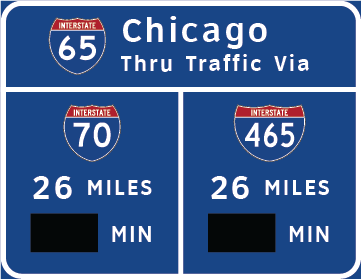 INTERSTATE
65
Chicago
Thru Traffic Via
INTERSTATE
70
26 MILES
MIN
INTERSTATE
465
26 MILES
MIN